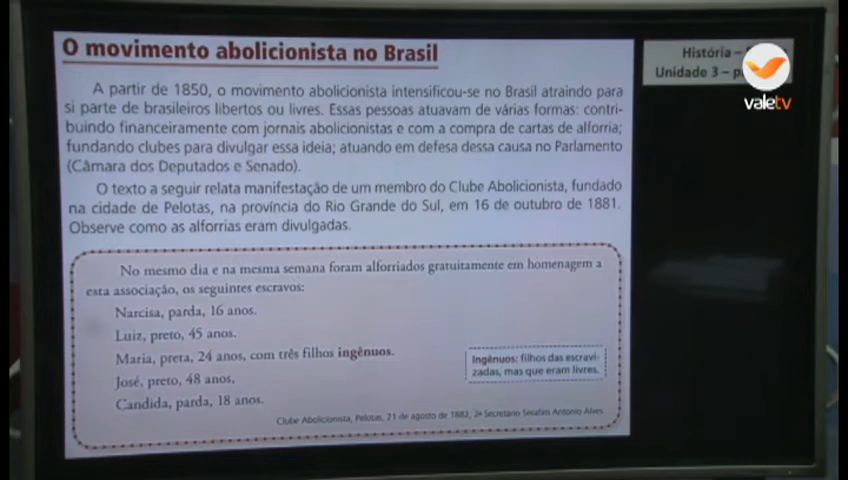 O movimento abolicionista no Brasil
A partir de 1850, o movimento abolicionista intensificou-se no Brasil atraindo para
si parte de brasileiros libertos ou livres. Essas pessoas atuavam de várias formas: contri-
buindo financeiramente com jornais abolicionistas e com a compra de cartas de alforria;
fundando clubes para divulgar essa ideia; atuando em defesa dessa causa no Parlamento
(Câmara dos Deputados e Senado).
O texto a seguir relata manifestação de um membro do Clube Abolicionista, fundado
na cidade de Pelotas, na província do Rio Grande do Sul, em 16 de outubro de 1881.
Observe como as alforrias eram divulgadas.
No mesmo dia e na mesma semana foram alforriados gratuitamente em homenagem a
esta associação, os seguintes escravos:
Narcisa, parda, 16 anos.
Luiz, preto, 45 anos.
Maria, preta, 24 anos, com três filhos ingênuos.
José, preto, 48 anos.
Candida, parda, 18 anos.
Ingênuos: filhos das escravi-
zadas, mas que eram livres.
Clube Abolicionista, Pelotas, 21 de agosto de 1882, 2º Secretário Serafim Antonio Alves
História –
Unidade 3 – p
valetv